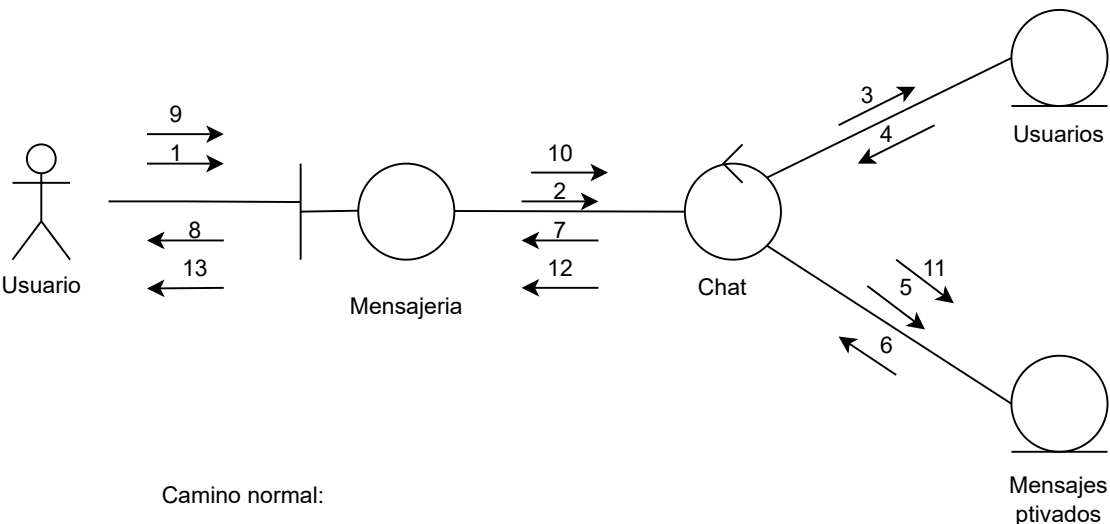 9
1
8
13
Usuario
Mensajeria
10
2
7
12
Chat
3
4
Usuarios
11
5
6
Mensajes
ptivados
Camino normal: